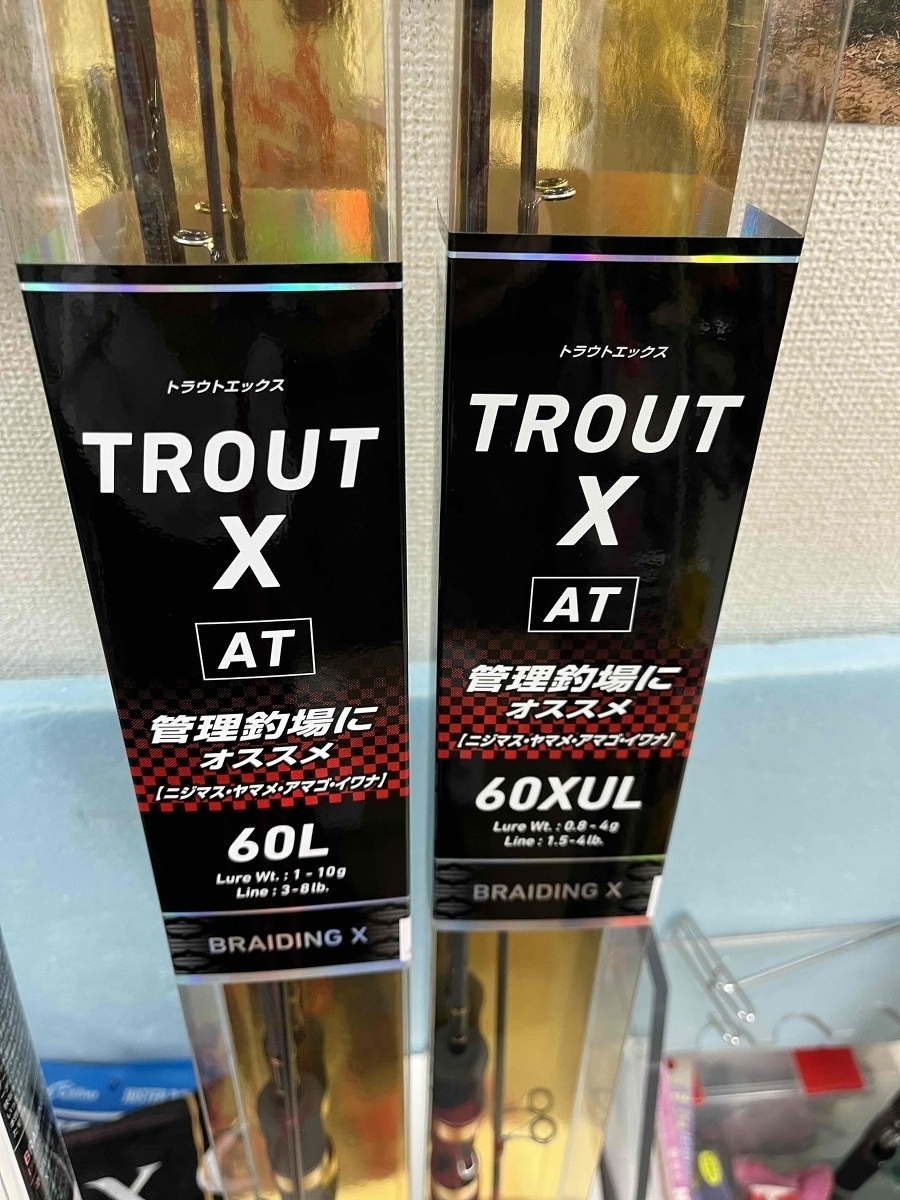 トラウトエックス
TROUT
X
AT
管理釣場に
オススメ
【ニジマス・ヤマメ・アマゴ・イワナ】
60L
Lure Wt. : 1 - 10g
Line : 3-8lb.
BRAIDING X
トラウトエックス
TROUT
X
AT
管理釣場に
オススメ
【ニジマス・ヤマメ・アマゴ・イワナ】
60XUL
Lure Wt. : 0.8 - 4g
Line : 1.5-4lb.
BRAIDING X
X